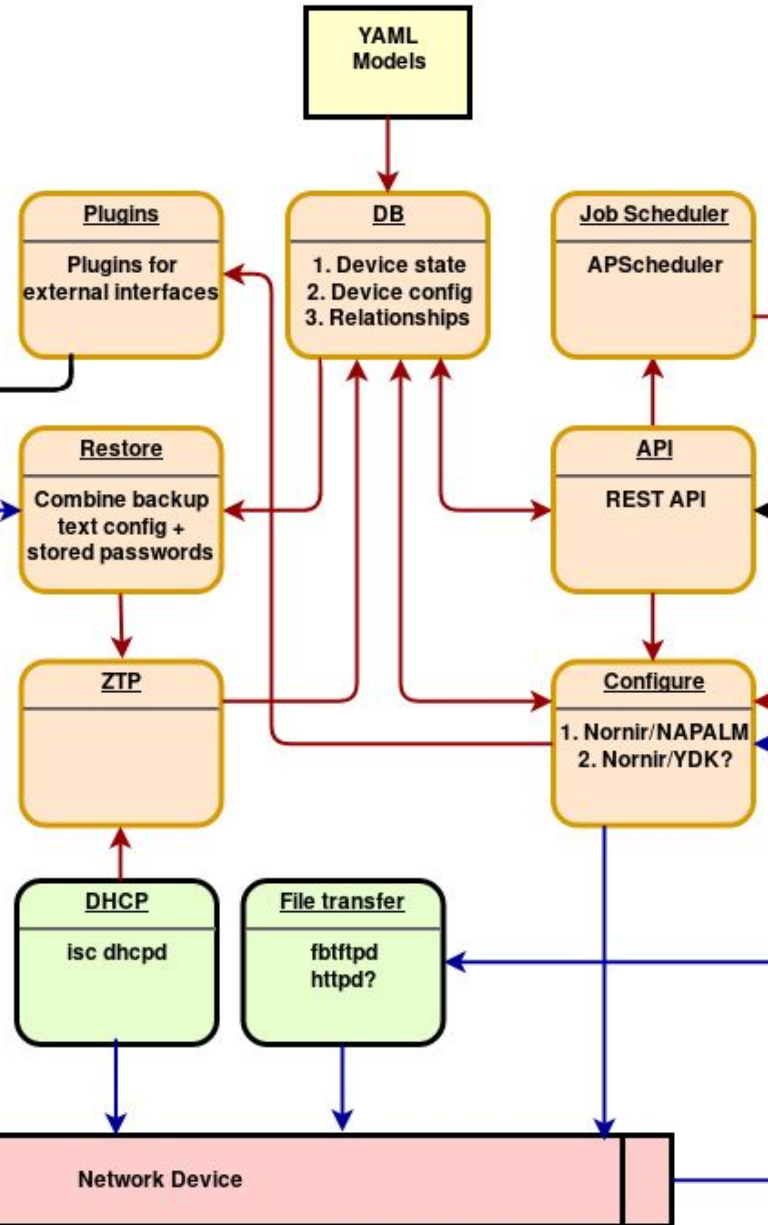 YAML
Models
Plugins
Plugins for
external interfaces
DB
1. Device state
2. Device config
3. Relationships
Job Scheduler
APScheduler
Restore
Combine backup
text config +
stored passwords
API
REST API
ZTP
Configure
1. Nornir/NAPALM
2. Nornir/YDK?
DHCP
isc dhcpd
File transfer
fbtftpd
httpd?
Network Device